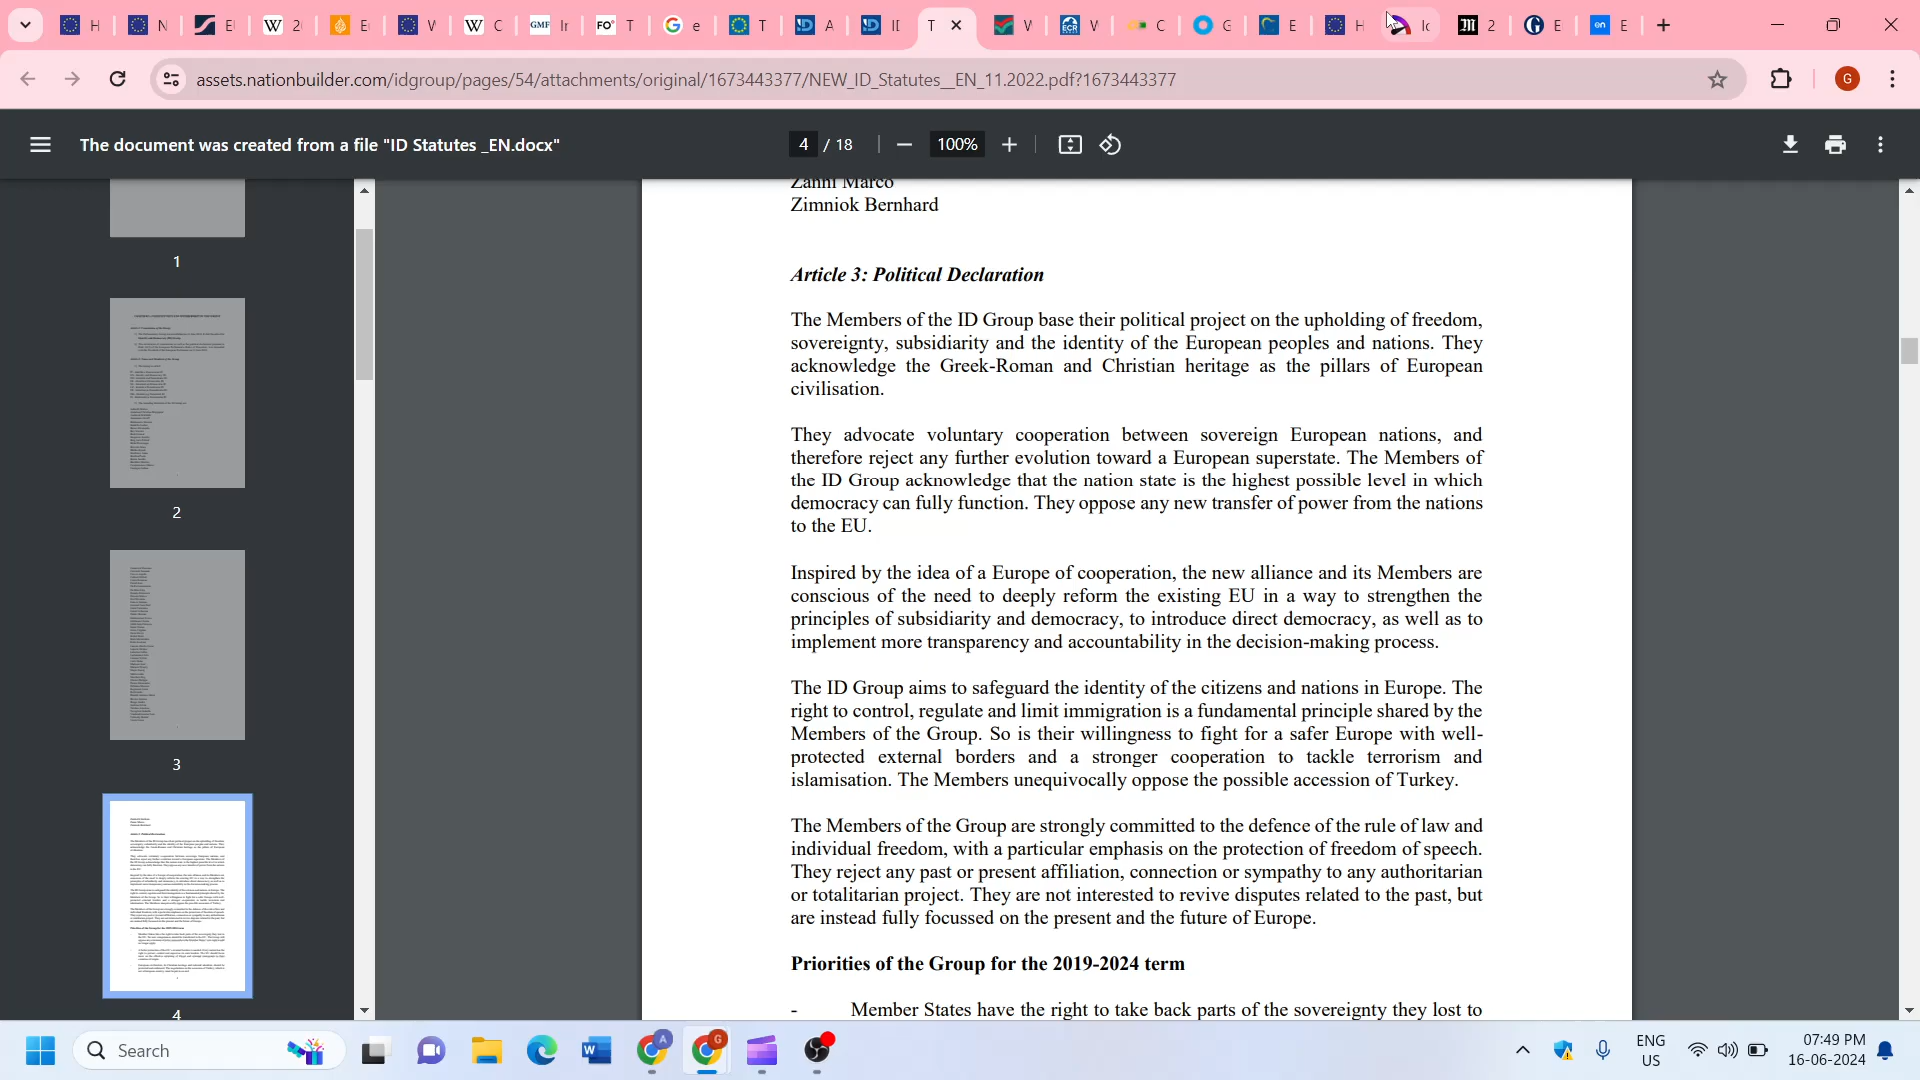 H
N
El
2
E
V
C
GMF
In
FO°
T
e
T
A
ID
T
V
ECR
V
C
G
E
H
Ic
2
E
en
E
assets.nationbuilder.com/idgroup/pages/54/attachments/original/1673443377/NEW_ID_Statutes__EN_11.2022.pdf?1673443377
G
The document was created from a file "ID Statutes _EN.docx"
4 / 18
100%
1
2
3
4
Zanni Marco
Zimniok Bernhard
Article 3: Political Declaration
The Members of the ID Group base their political project on the upholding of freedom,
sovereignty, subsidiarity and the identity of the European peoples and nations. They
acknowledge the Greek-Roman and Christian heritage as the pillars of European
civilisation.
They advocate voluntary cooperation between sovereign European nations, and
therefore reject any further evolution toward a European superstate. The Members of
the ID Group acknowledge that the nation state is the highest possible level in which
democracy can fully function. They oppose any new transfer of power from the nations
to the EU.
Inspired by the idea of a Europe of cooperation, the new alliance and its Members are
conscious of the need to deeply reform the existing EU in a way to strengthen the
principles of subsidiarity and democracy, to introduce direct democracy, as well as to
implement more transparency and accountability in the decision-making process.
The ID Group aims to safeguard the identity of the citizens and nations in Europe. The
right to control, regulate and limit immigration is a fundamental principle shared by the
Members of the Group. So is their willingness to fight for a safer Europe with well-
protected external borders and a stronger cooperation to tackle terrorism and
islamisation. The Members unequivocally oppose the possible accession of Turkey.
The Members of the Group are strongly committed to the defence of the rule of law and
individual freedom, with a particular emphasis on the protection of freedom of speech.
They reject any past or present affiliation, connection or sympathy to any authoritarian
or totalitarian project. They are not interested to revive disputes related to the past, but
are instead fully focussed on the present and the future of Europe.
Priorities of the Group for the 2019-2024 term
- Member States have the right to take back parts of the sovereignty they lost to
Search
ENG
US
07:49 PM
16-06-2024